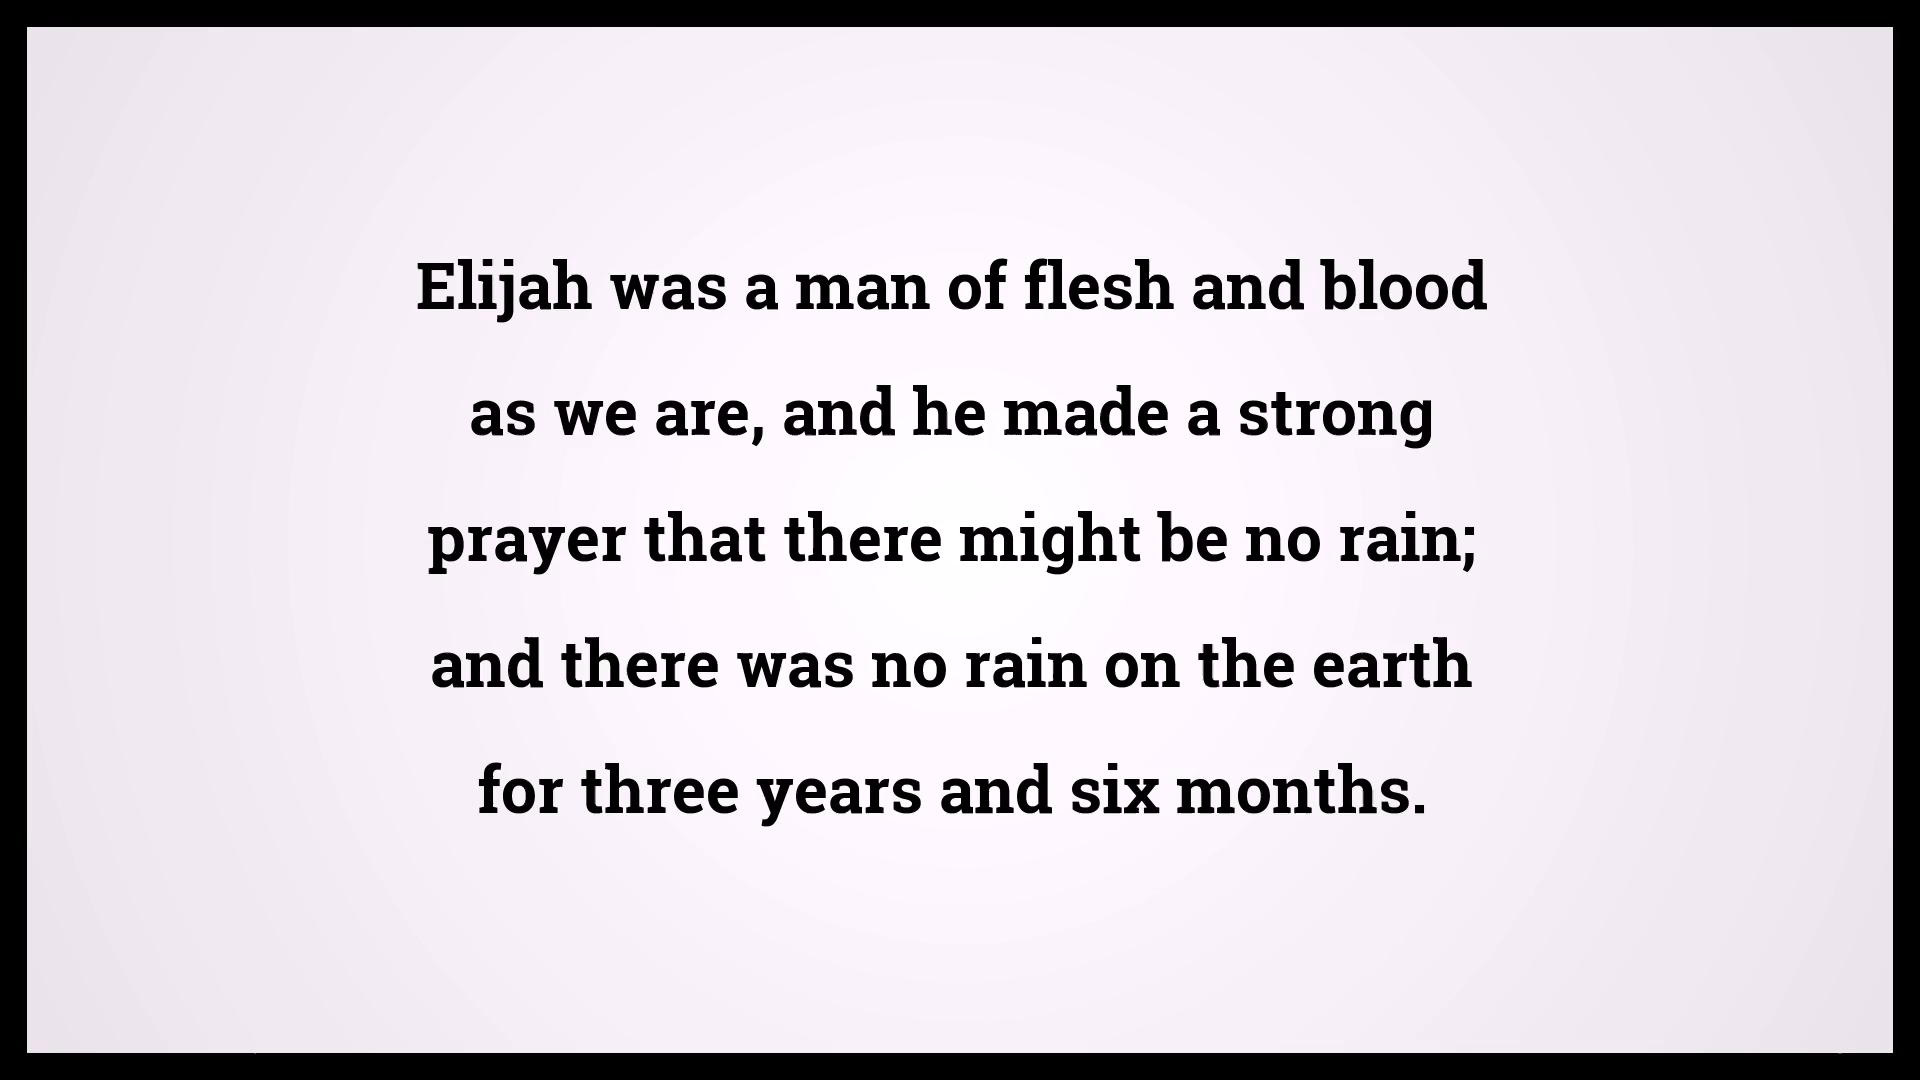 Elijah was a man of flesh and blood
as we are, and he made a strong
prayer that there might be no rain;
and there was no rain on the earth
for three years and six months.